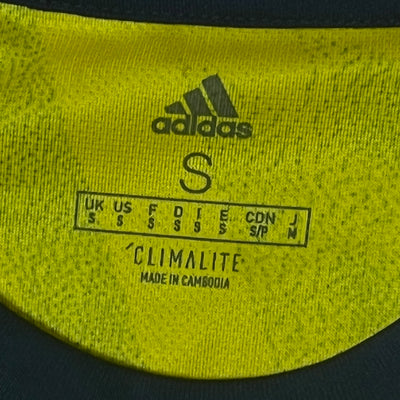 adidas
S
UK US F D I E CDN J
S S S S S S S/P M
CLIMALITE
MADE IN CAMBODIA